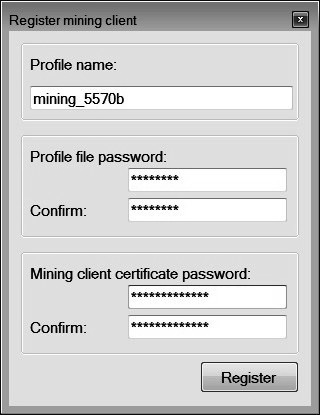 Register mining client
x
Profile name:
mining_5570b
Profile file password:
********
Confirm:
********
Mining client certificate password:
*************
Confirm:
*************
Register